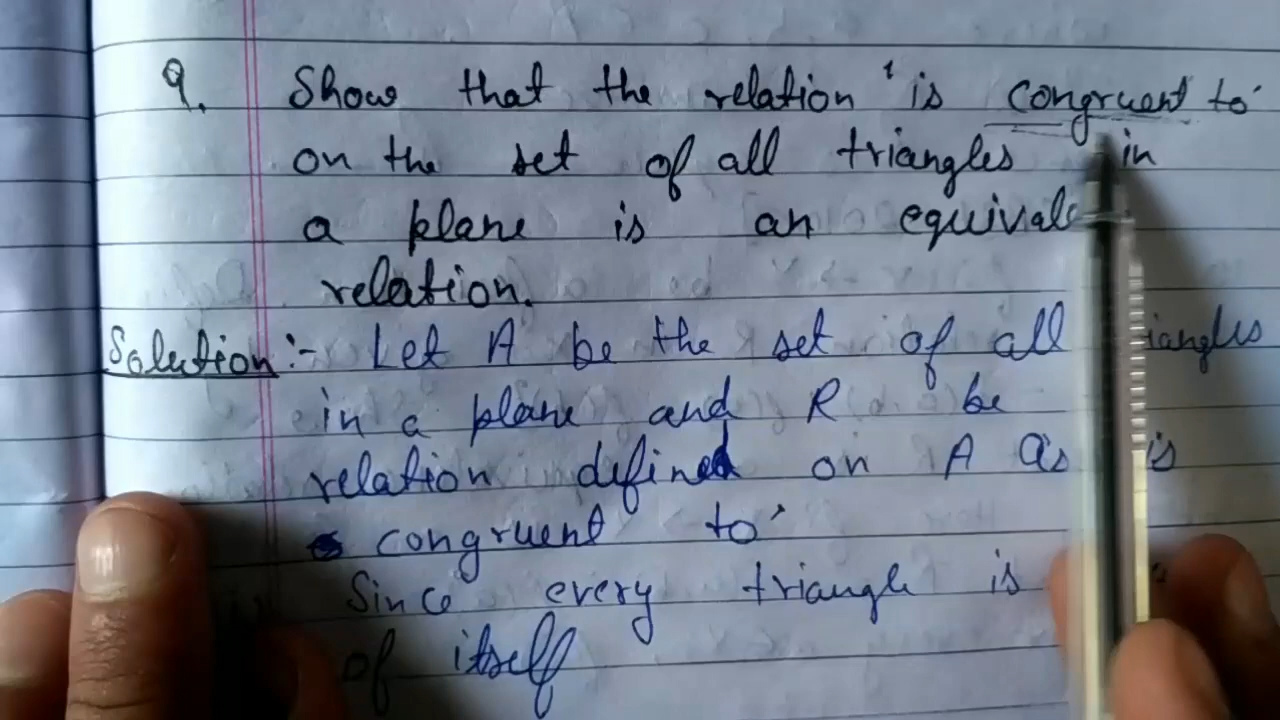 Q. Show that the relation 'is congruent to'
on the set of all triangles in
a plane is an
relation.
Solution :- Let A be the set of all
in a plane and R be
relation defined on A as is
congruent to'
Since every triangle is
of itself